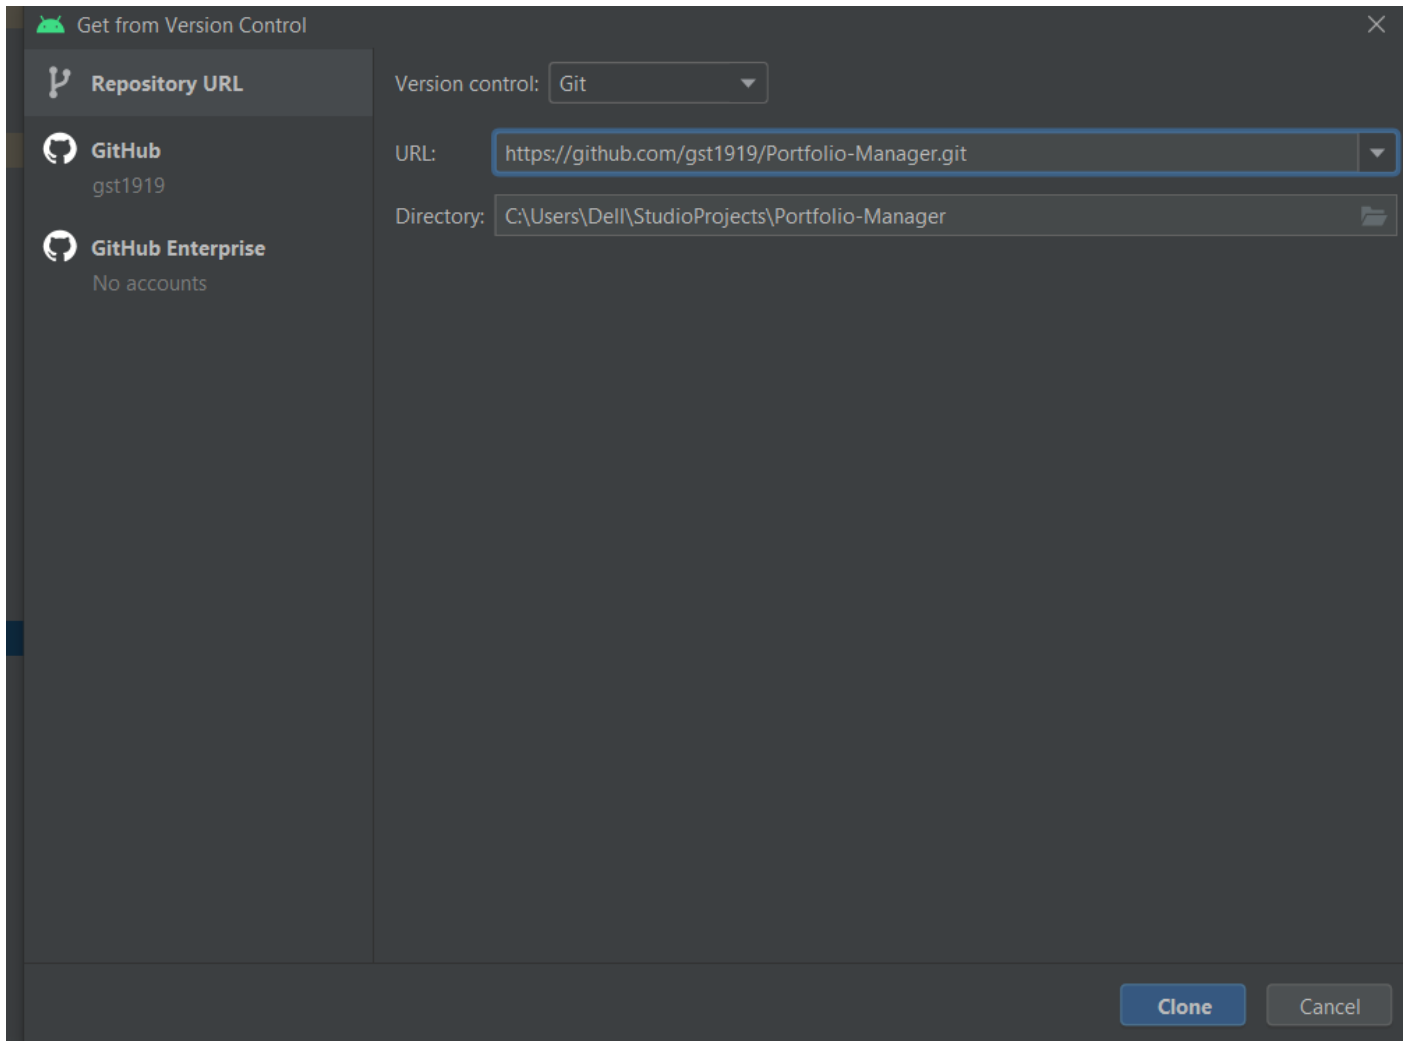 Get from Version Control
Repository URL
GitHub
gst1919
GitHub Enterprise
No accounts
Version control: Git
URL: https://github.com/gst1919/Portfolio-Manager.git
Directory: C:\Users\Dell\StudioProjects\Portfolio-Manager
Clone Cancel